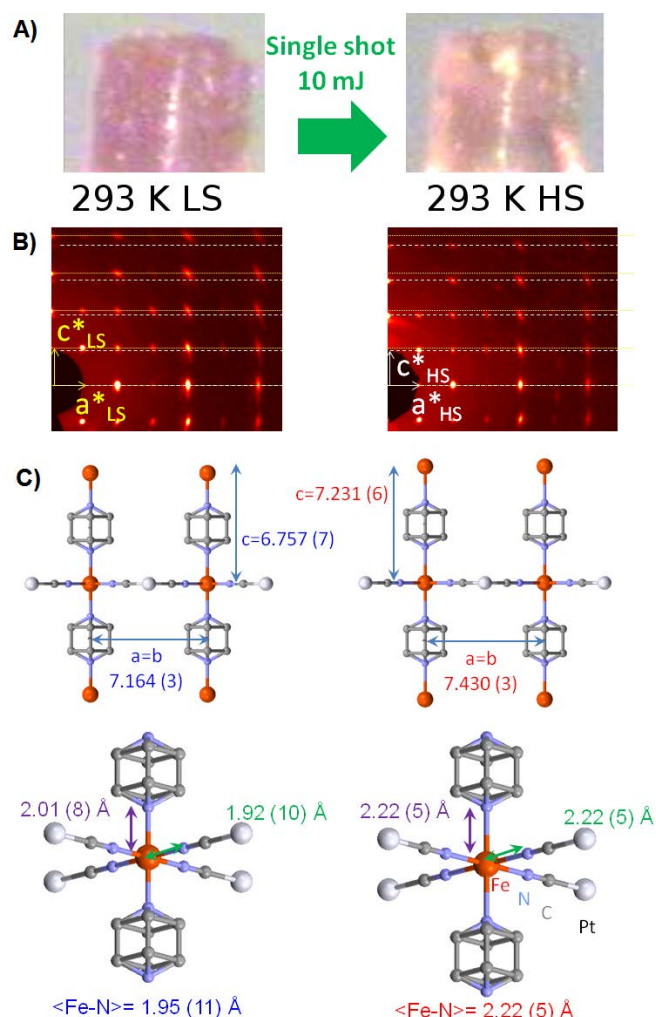 A)
Single shot
10 mJ
293 K LS
293 K HS
B)
c*LS
a*LS
c*HS
a*HS
C)
c=6.757 (7)
c=7.231 (6)
a=b
7.164 (3)
a=b
7.430 (3)
2.01 (8) Å
1.92 (10) Å
2.22 (5) Å
2.22 (5) Å
Fe
N
C
Pt
<Fe-N>= 1.95 (11) Å
<Fe-N>= 2.22 (5) Å